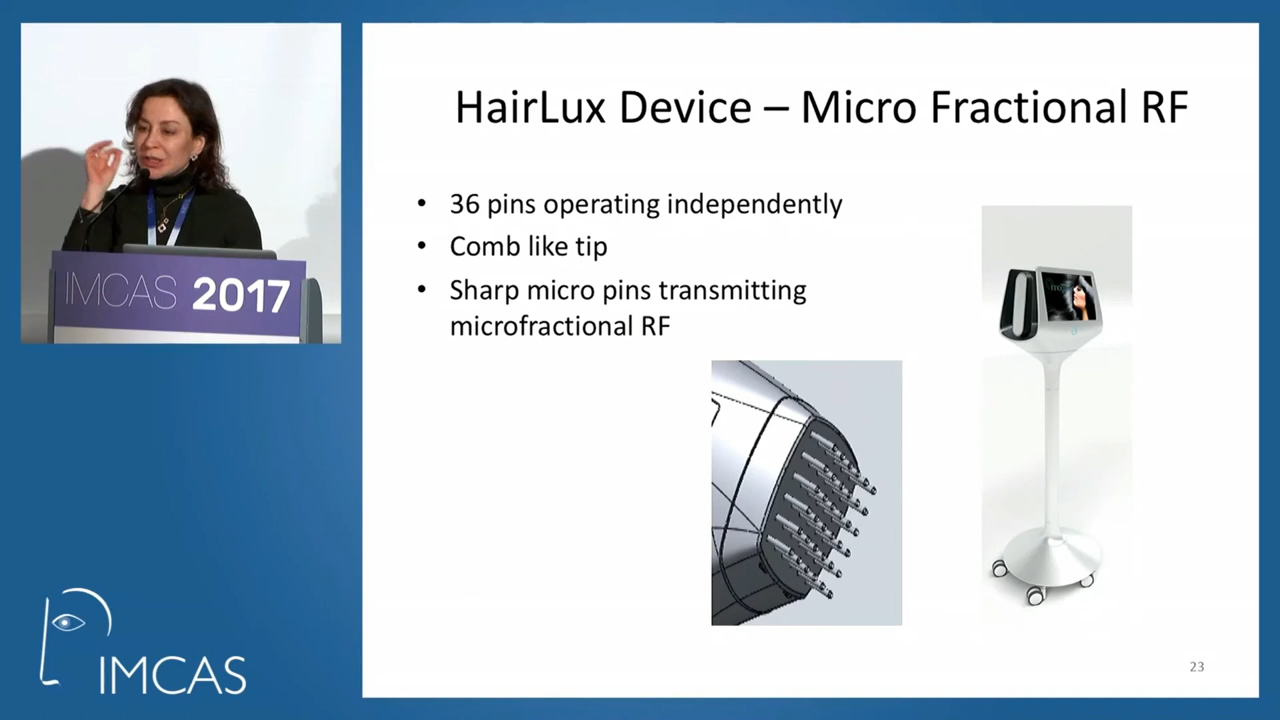 HairLux Device – Micro Fractional RF
• 36 pins operating independently
• Comb like tip
• Sharp micro pins transmitting
microfractional RF
IMCAS 2017
IMCAS
23